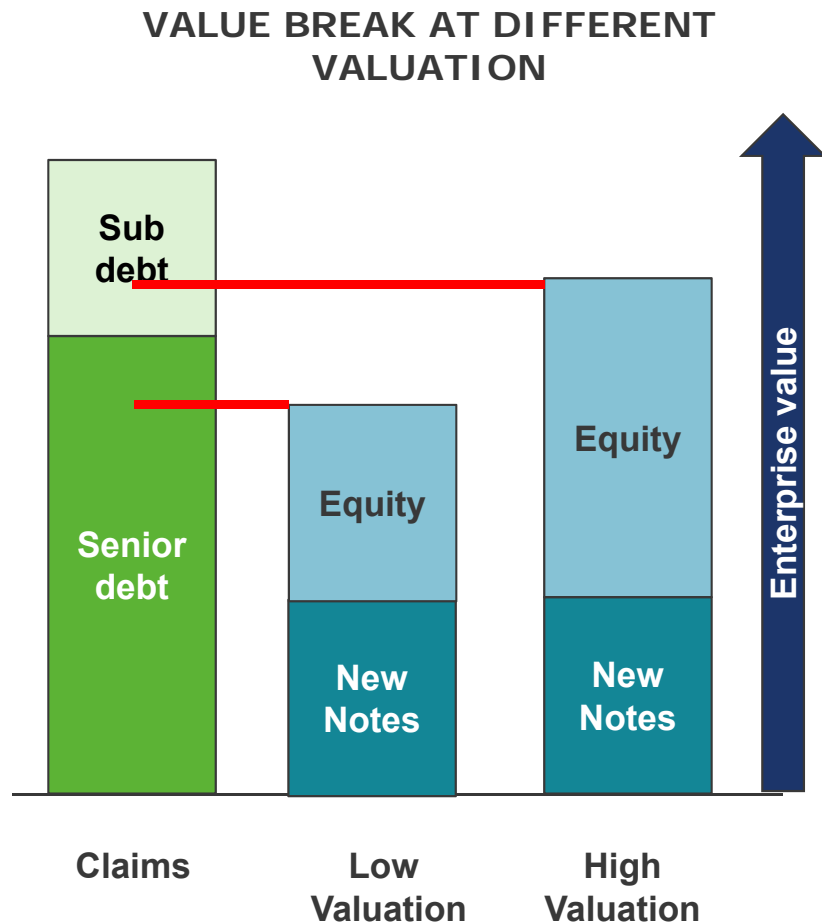 VALUE BREAK AT DIFFERENT
VALUATION
Sub
debt
Senior
debt
Equity
New
Notes
Equity
New
Notes
Enterprise value
Claims
Low
Valuation
High
Valuation